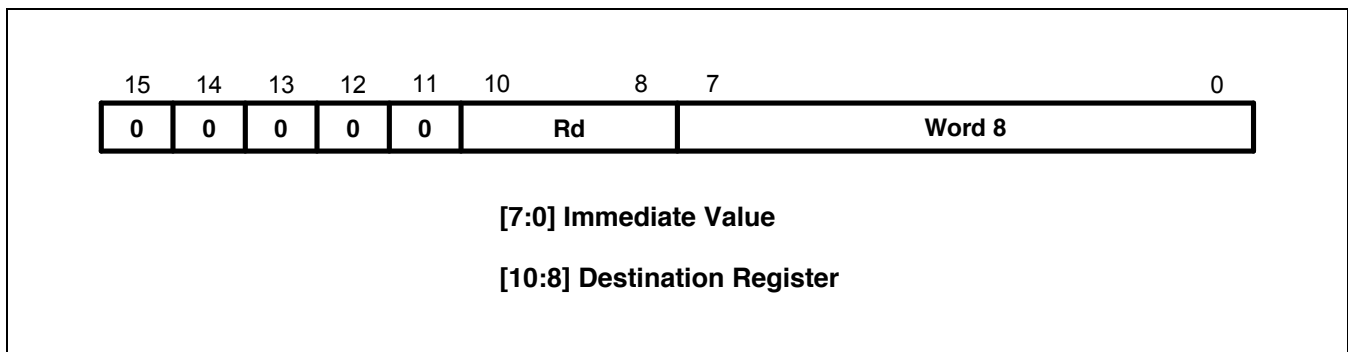 15 14 13 12 11 10 8 7 0
0 0 0 0 0 Rd Word 8
[7:0] Immediate Value
[10:8] Destination Register